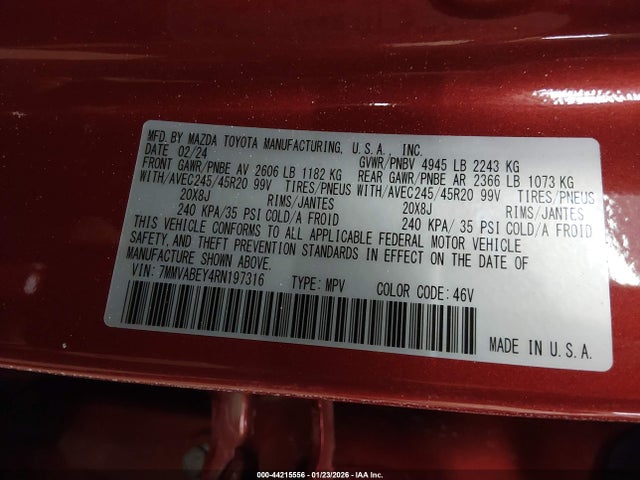 MFD. BY MAZDA TOYOTA MANUFACTURING, U.S.A., INC.
DATE 02/24 GVWR/PNBV 4945 LB 2243 KG
FRONT GAWR/PNBE AV 2606 LB 1182 KG REAR GAWR/PNBE AR 2366 LB 1073 KG
WITH/AVEC245/45R20 99V TIRES/PNEUS WITH/AVEC245/45R20 99V TIRES/PNEUS
20X8J RIMS/JANTES 20X8J RIMS/JANTES
240 KPA/ 35 PSI COLD/A FROID 240 KPA/ 35 PSI COLD/A FROID
THIS VEHICLE CONFORMS TO ALL APPLICABLE FEDERAL MOTOR VEHICLE
SAFETY, AND THEFT PREVENTION STANDARDS IN EFFECT ON THE DATE OF
MANUFACTURE SHOWN ABOVE.
VIN: 7MMVABEY4RN197316 TYPE: MPV COLOR CODE: 46V
MADE IN U.S.A.
000-44215556 - 01/23/2026 - IAA Inc.